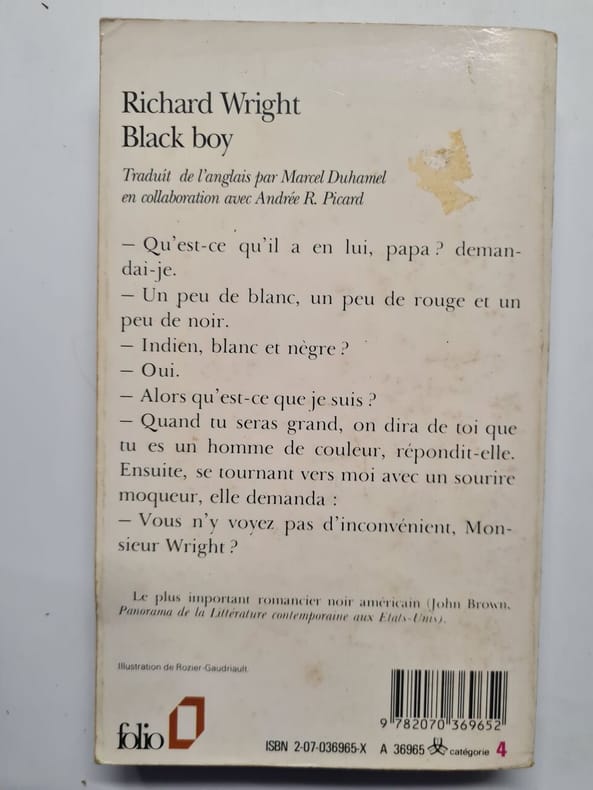 Richard Wright
Black boy
Traduit de l'anglais par Marcel Duhamel
en collaboration avec Andrée R. Picard
– Qu'est-ce qu'il a en lui, papa ? deman-
dai-je.
– Un peu de blanc, un peu de rouge et un
peu de noir.
– Indien, blanc et nègre ?
– Oui.
– Alors qu'est-ce que je suis ?
– Quand tu seras grand, on dira de toi que
tu es un homme de couleur, répondit-elle.
Ensuite, se tournant vers moi avec un sourire
moqueur, elle demanda :
– Vous n'y voyez pas d'inconvénient, Mon-
sieur Wright ?
Le plus important romancier noir américain (John Brown,
Panorama de la Littérature contemporaine aux Etats-Unis).
Illustration de Rozier-Gaudriault.
9 782070 369652
folio
ISBN 2-07-036965-X A 36965 catégorie 4